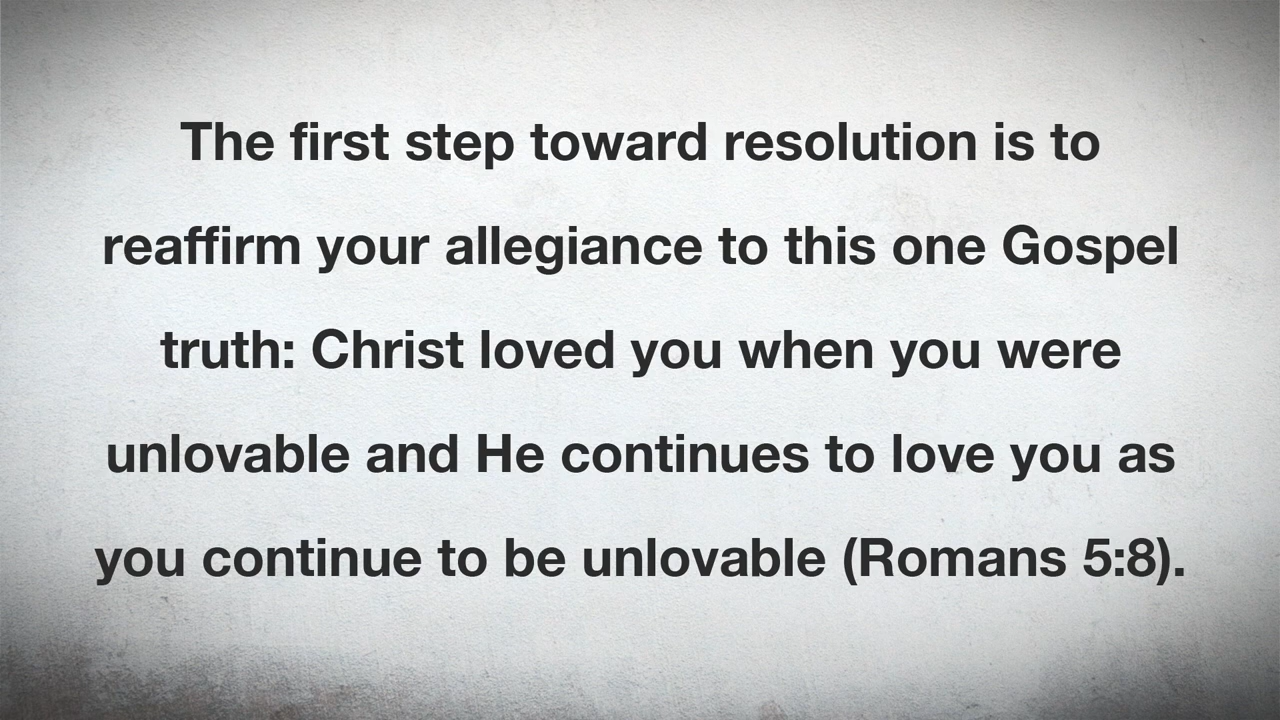 The first step toward resolution is to
reaffirm your allegiance to this one Gospel
truth: Christ loved you when you were
unlovable and He continues to love you as
you continue to be unlovable (Romans 5:8).